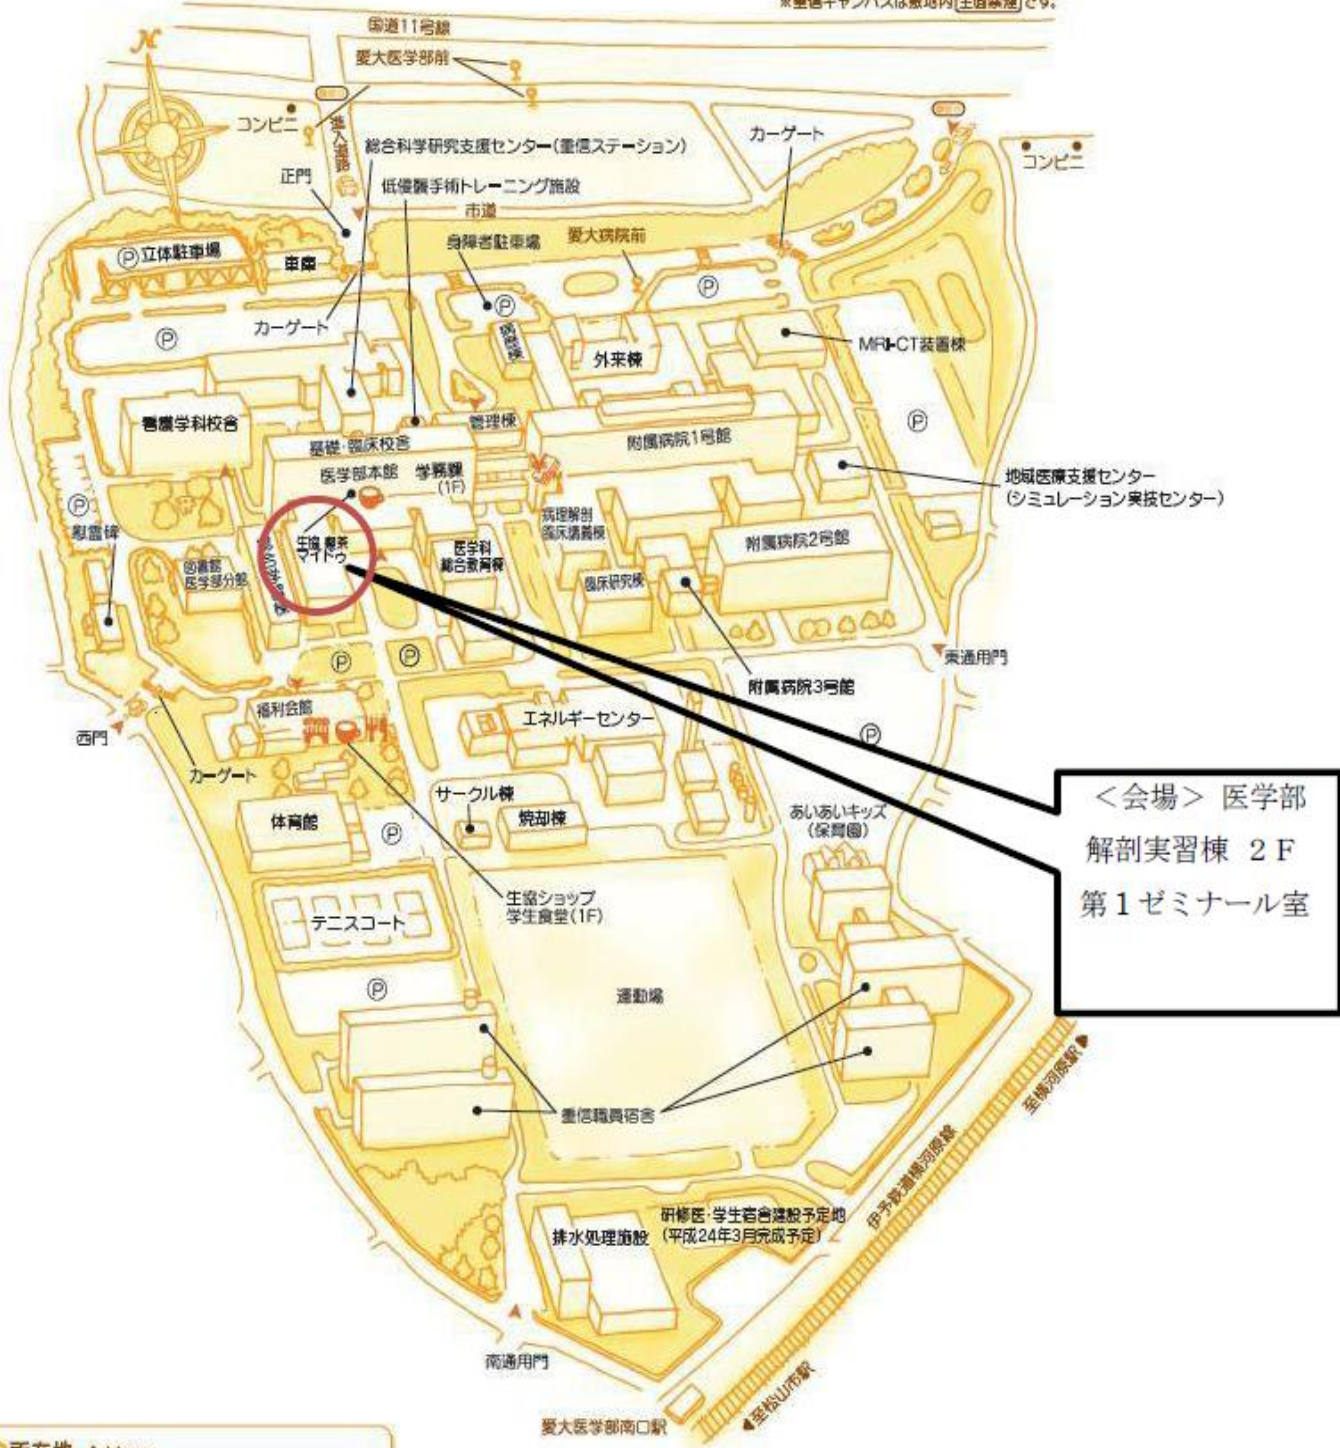 ※重信キャンパスは敷地内全面禁煙です。
国道11号線
愛大医学部前
N
コンビニ
進入道路
総合科学研究支援センター(重信ステーション)
カーゲート
コンビニ
正門
低侵襲手術トレーニング施設
市道
身障者駐車場
愛大病院前
P
立体駐車場
車庫
P
P
カーゲート
P
外来棟
MRI-CT装置棟
看護学科校舎
管理棟
P
基礎・臨床校舎
附属病院1号館
医学部本館
学務課
(1F)
地域医療支援センター
(シミュレーション実技センター)
P
慰霊碑
病理解剖
臨床講義棟
生協 喫茶
マイドゥ
医学科
総合教育棟
附属病院2号館
図書館
医学部分館
臨床研究棟
P
P
東通用門
附属病院3号館
福利会館
エネルギーセンター
西門
P
カーゲート
サークル棟
あいあいキッズ
(保育園)
体育館
P
焼却棟
<会場> 医学部
解剖実習棟 2F
第1ゼミナール室
生協ショップ
学生食堂(1F)
テニスコート
P
運動場
重信職員宿舎
至横河原駅
伊予鉄道横河原線
排水処理施設
研修医・学生宿舎建設予定地
(平成24年3月完成予定)
南通用門
至松山市駅
愛大医学部南口駅
所在地